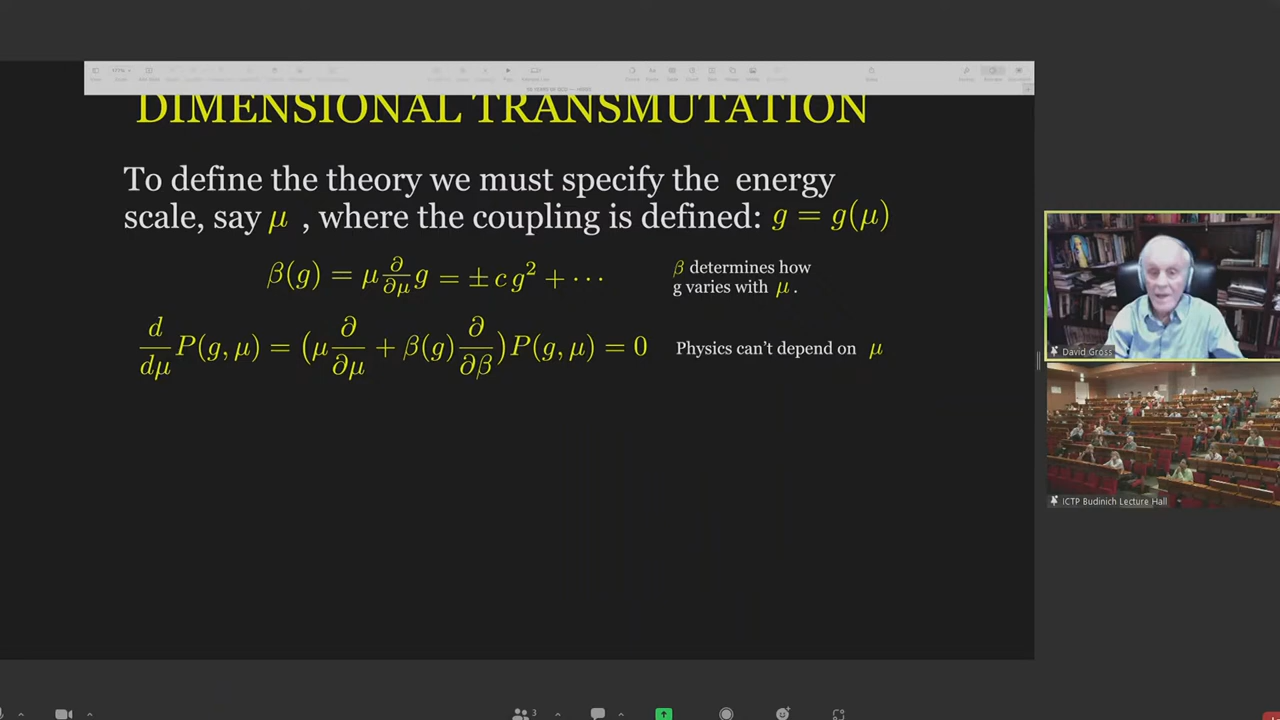 DIMENSIONAL TRANSMUTATION
To define the theory we must specify the energy
scale, say μ , where the coupling is defined: g = g(μ)
β(g) = μ ∂/∂μ g = ± c g² + ···
β determines how
g varies with μ .
d/dμ P(g, μ) = (μ ∂/∂μ + β(g) ∂/∂β) P(g, μ) = 0
Physics can't depend on μ
David Gross
ICTP Budinich Lecture Hall
3